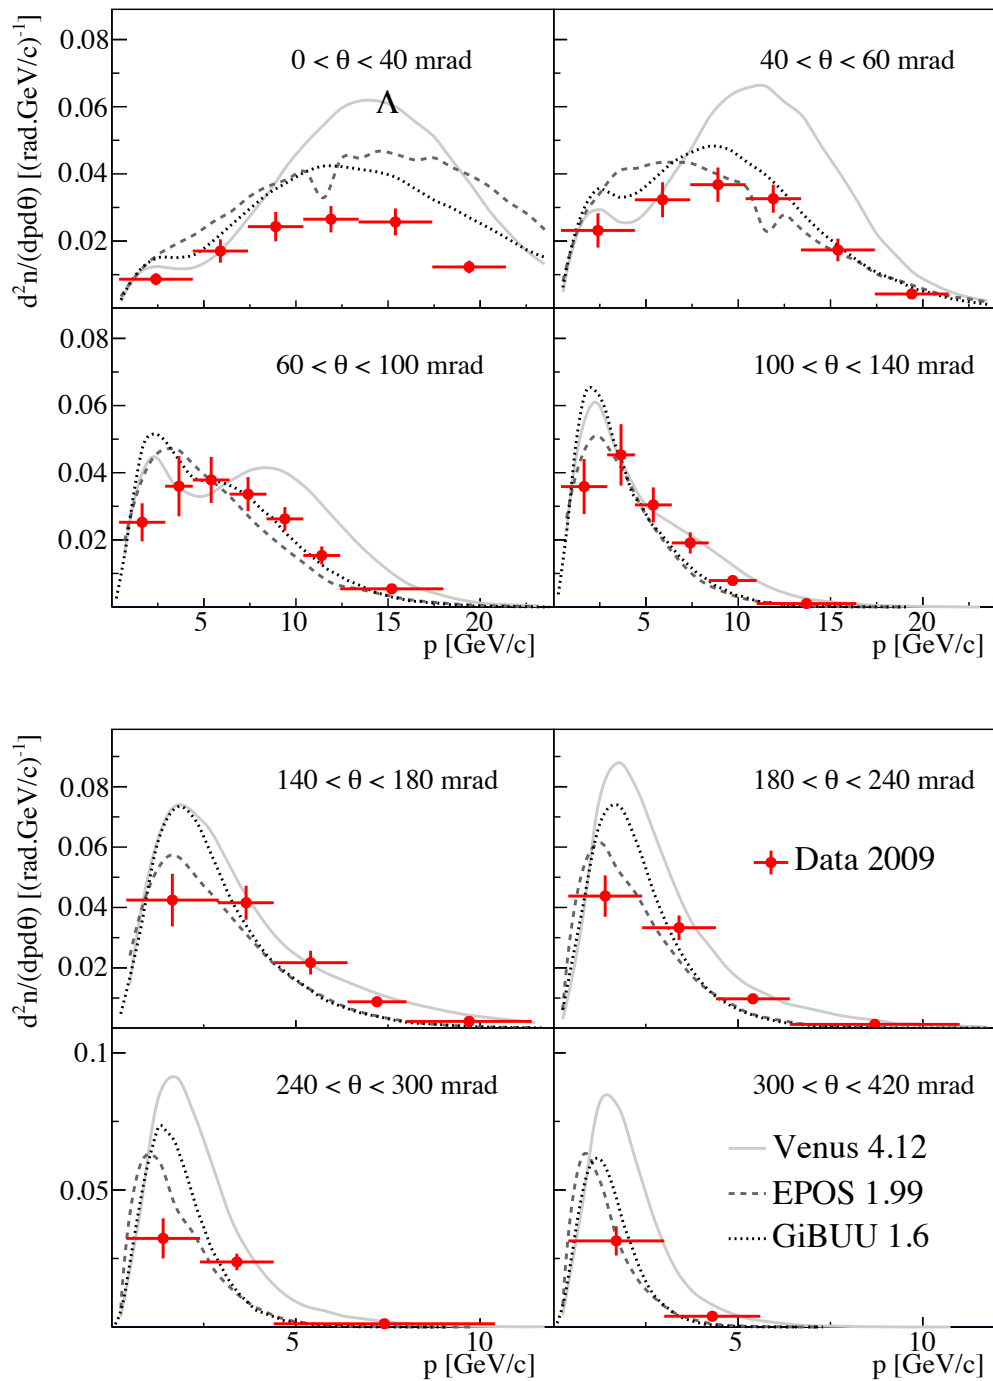 d²n/(dpdθ) [(rad.GeV/c)⁻¹]
0.08
0.06
0.04
0.02
0 < θ < 40 mrad
Λ
40 < θ < 60 mrad
0.08
0.06
0.04
0.02
60 < θ < 100 mrad
100 < θ < 140 mrad
5 10 15 20
5 10 15 20
p [GeV/c]
p [GeV/c]
d²n/(dpdθ) [(rad.GeV/c)⁻¹]
0.08
0.06
0.04
0.02
140 < θ < 180 mrad
180 < θ < 240 mrad
Data 2009
0.1
0.05
240 < θ < 300 mrad
300 < θ < 420 mrad
Venus 4.12
EPOS 1.99
GiBUU 1.6
5 10
5 10
p [GeV/c]
p [GeV/c]